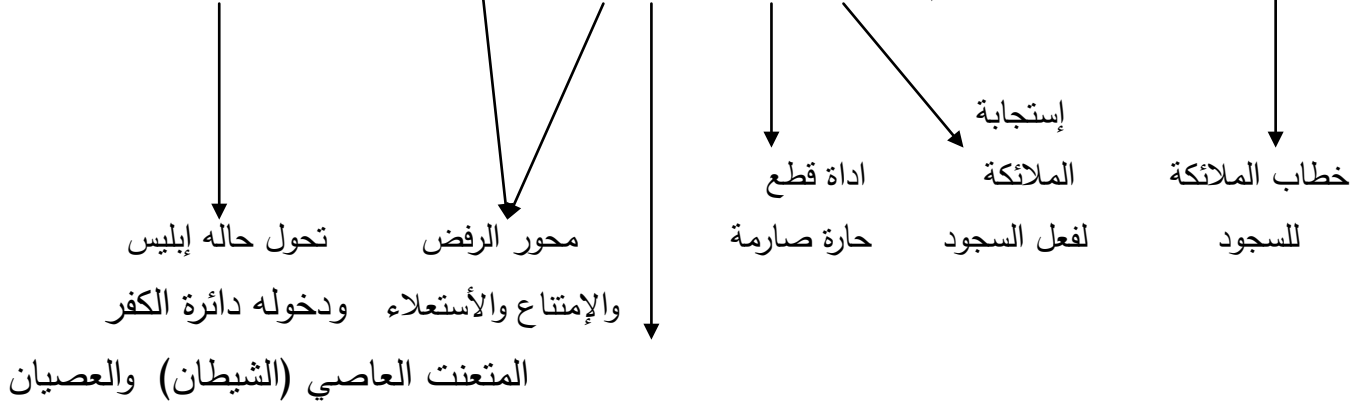 إستجابة
خطاب الملائكة الملائكة اداة قطع
للسجود لفعل السجود حارة صارمة محور الرفض تحول حاله إبليس
والإمتناع والأستعلاء ودخوله دائرة الكفر
المتعنت العاصي (الشيطان) والعصيان